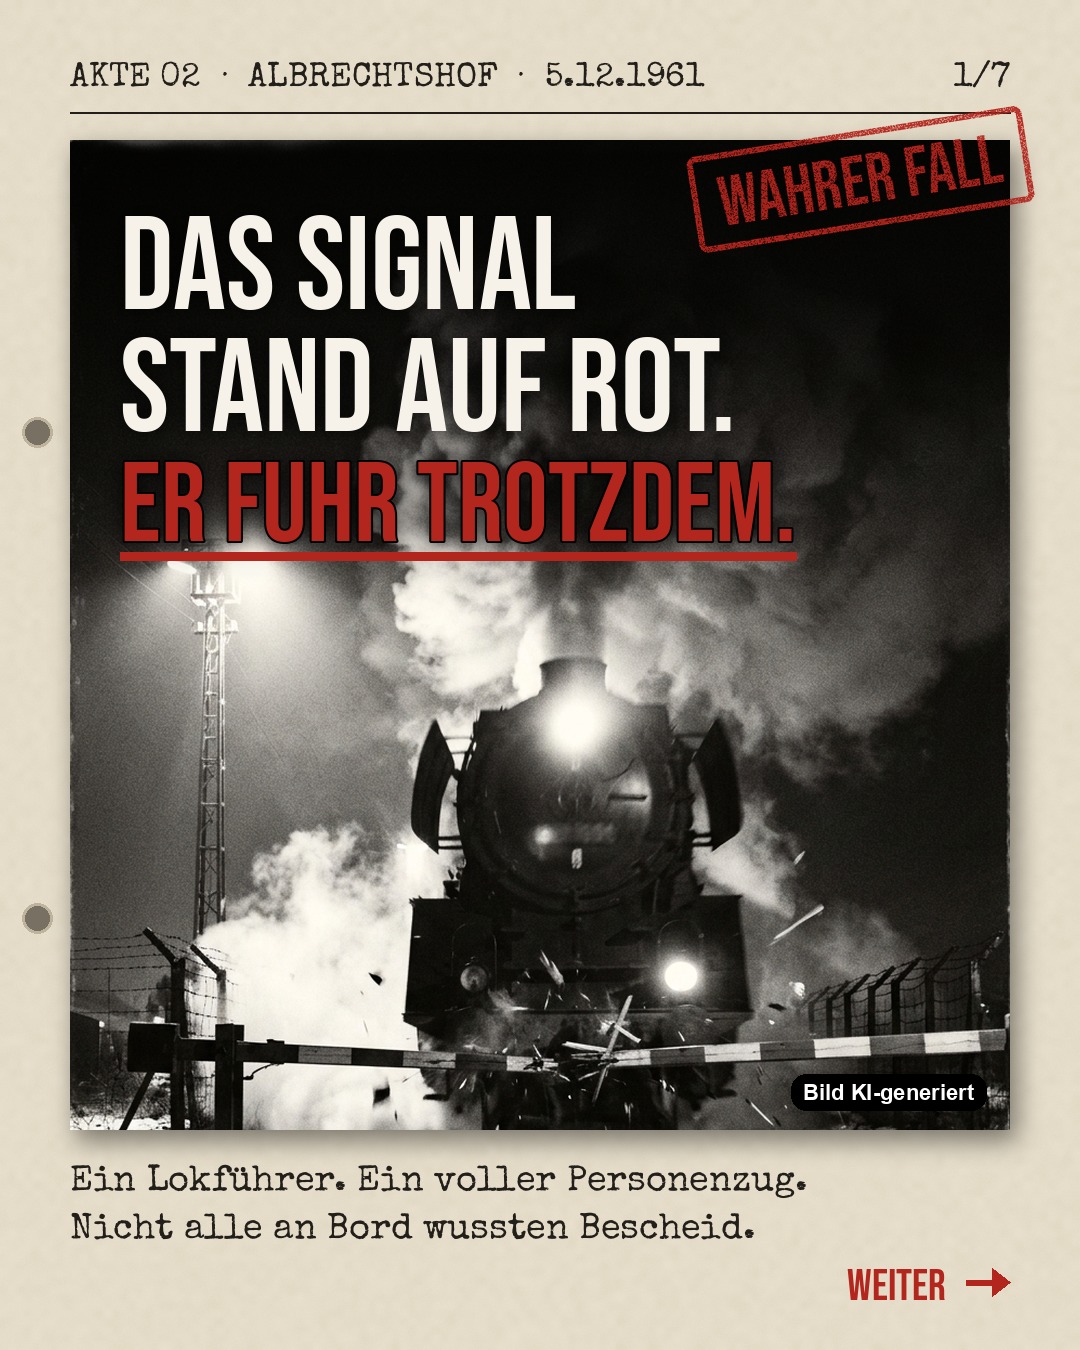 AKTE 02 · ALBRECHTSHOF · 5.12.1961 1/7
WAHRER FALL
DAS SIGNAL
STAND AUF ROT.
ER FUHR TROTZDEM.
Bild KI-generiert
Ein Lokführer. Ein voller Personenzug.
Nicht alle an Bord wussten Bescheid.
WEITER →